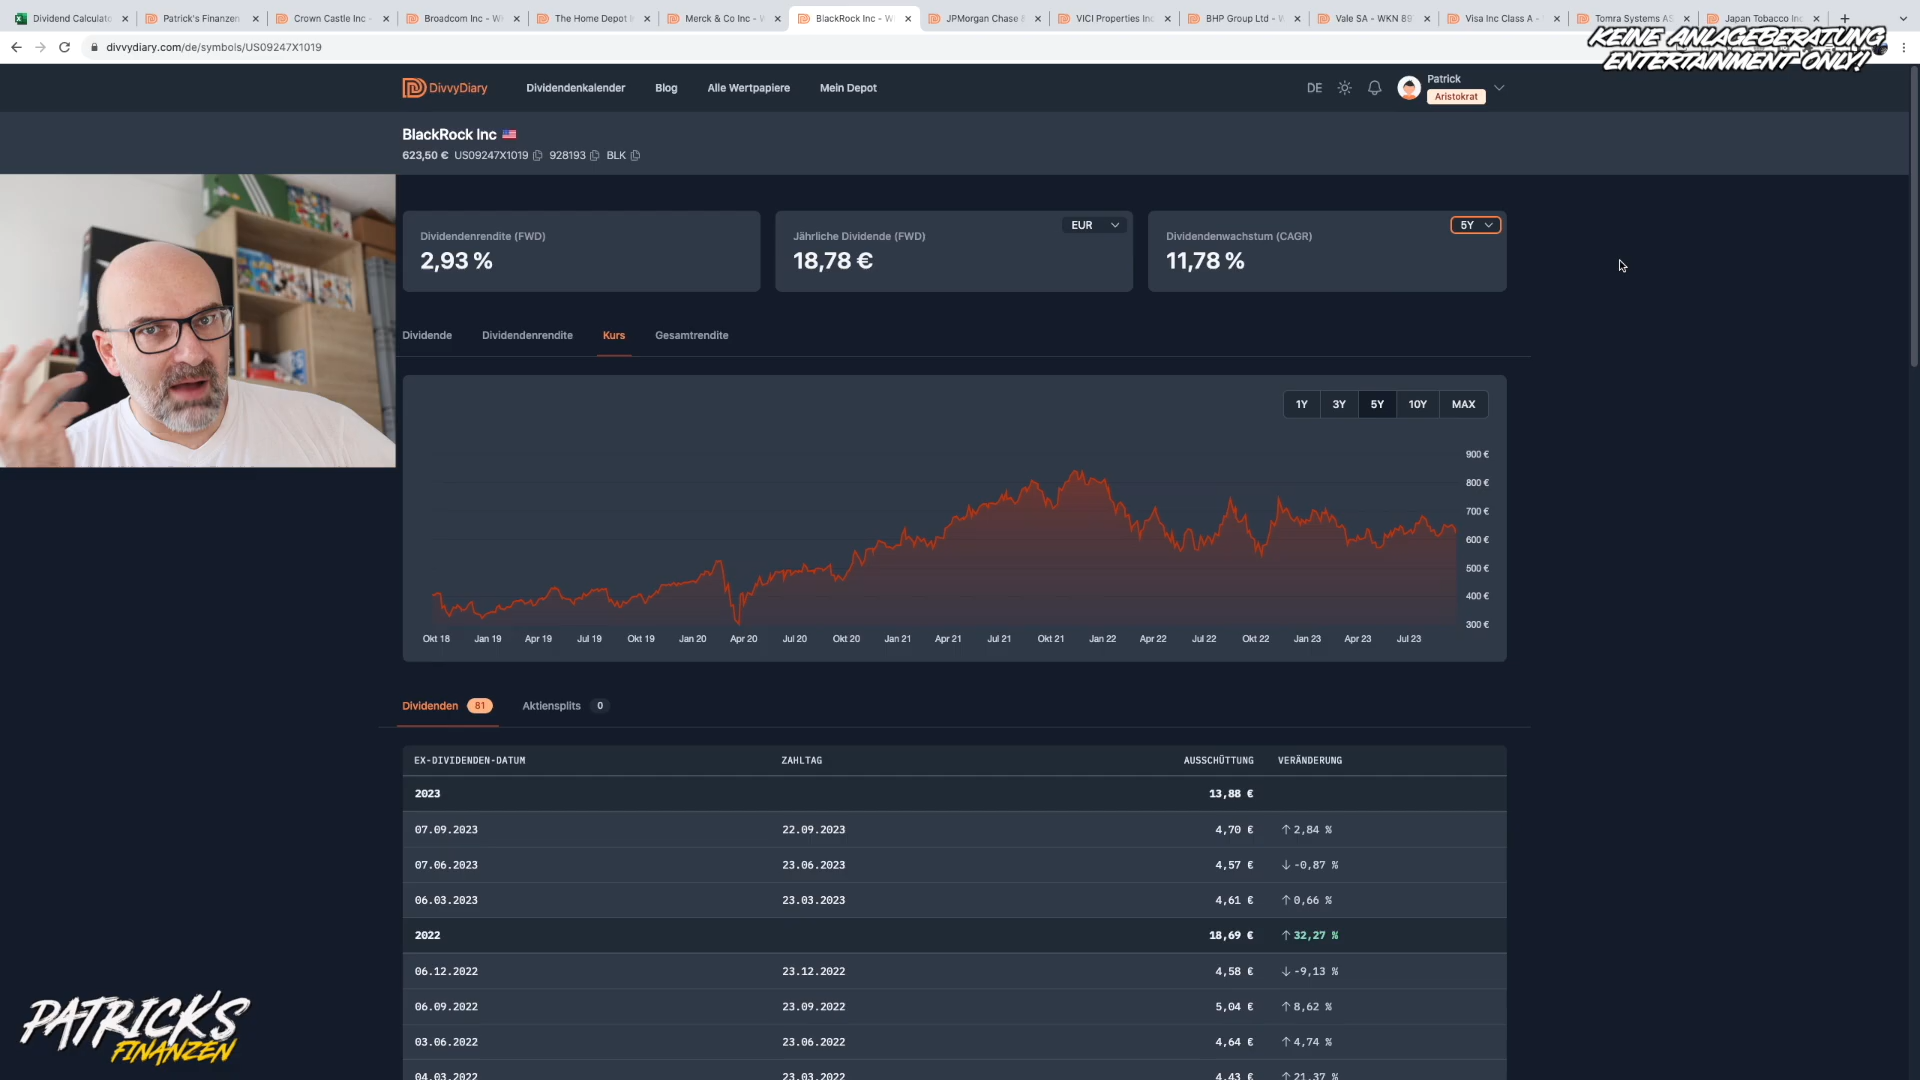 Dividend Calculato
Patrick's Finanzen
Crown Castle Inc -
Broadcom Inc - W
The Home Depot I
Merck & Co Inc - W
BlackRock Inc - W
JPMorgan Chase &
VICI Properties Inc
BHP Group Ltd - W
Vale SA - WKN 89
Visa Inc Class A -
Tomra Systems AS
Japan Tobacco Inc
divvydiary.com/de/symbols/US09247X1019
KEINE ANLAGEBERATUNG
ENTERTAINMENT ONLY!
DivvyDiary
Dividendenkalender
Blog
Alle Wertpapiere
Mein Depot
DE
Patrick
Aristokrat
BlackRock Inc
623,50 € US09247X1019 928193 BLK
Dividendenrendite (FWD)
2,93 %
Jährliche Dividende (FWD)
EUR
18,78 €
Dividendenwachstum (CAGR)
5Y
11,78 %
Dividende
Dividendenrendite
Kurs
Gesamtrendite
1Y 3Y 5Y 10Y MAX
900 €
800 €
700 €
600 €
500 €
400 €
300 €
Okt 18 Jan 19 Apr 19 Jul 19 Okt 19 Jan 20 Apr 20 Jul 20 Okt 20 Jan 21 Apr 21 Jul 21 Okt 21 Jan 22 Apr 22 Jul 22 Okt 22 Jan 23 Apr 23 Jul 23
Dividenden 81
Aktiensplits 0
EX-DIVIDENDEN-DATUM ZAHLTAG AUSSCHÜTTUNG VERÄNDERUNG
2023 13,88 €
07.09.2023 22.09.2023 4,70 € ↑ 2,84 %
07.06.2023 23.06.2023 4,57 € ↓ -0,87 %
06.03.2023 23.03.2023 4,61 € ↑ 0,66 %
2022 18,69 € ↑ 32,27 %
06.12.2022 23.12.2022 4,58 € ↓ -9,13 %
06.09.2022 23.09.2022 5,04 € ↑ 8,62 %
03.06.2022 23.06.2022 4,64 € ↑ 4,74 %
04.03.2022 23.03.2022 4,43 € ↑ 21,37 %
PATRICKS
FINANZEN